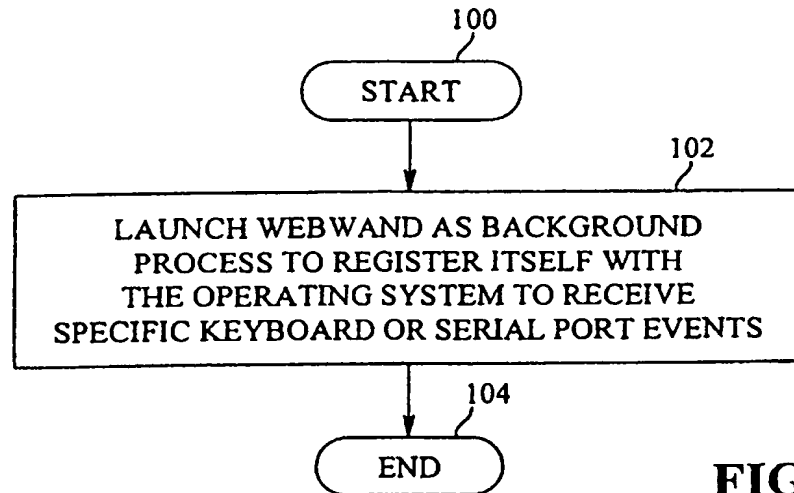 100
START
102
LAUNCH WEBWAND AS BACKGROUND
PROCESS TO REGISTER ITSELF WITH
THE OPERATING SYSTEM TO RECEIVE
SPECIFIC KEYBOARD OR SERIAL PORT EVENTS
104
END
FIG